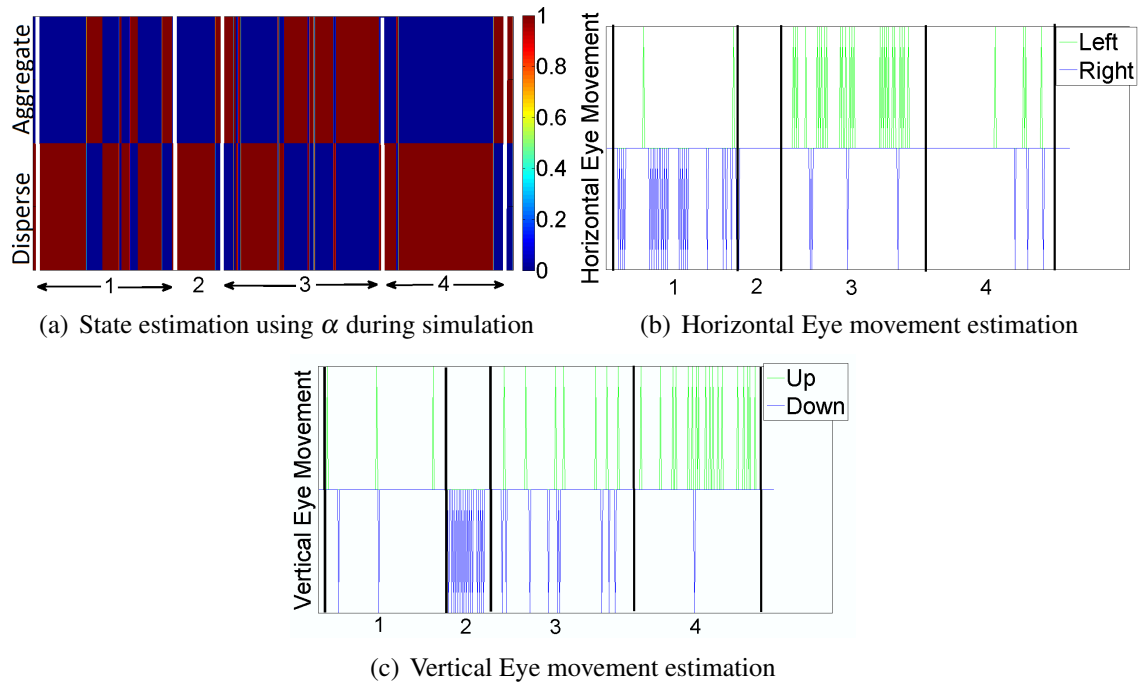 Aggregate
Disperse
1
0.8
0.6
0.4
0.2
0
1
2
3
4
(a) State estimation using α during simulation
Horizontal Eye Movement
Left
Right
1
2
3
4
(b) Horizontal Eye movement estimation
Vertical Eye Movement
Up
Down
1
2
3
4
(c) Vertical Eye movement estimation